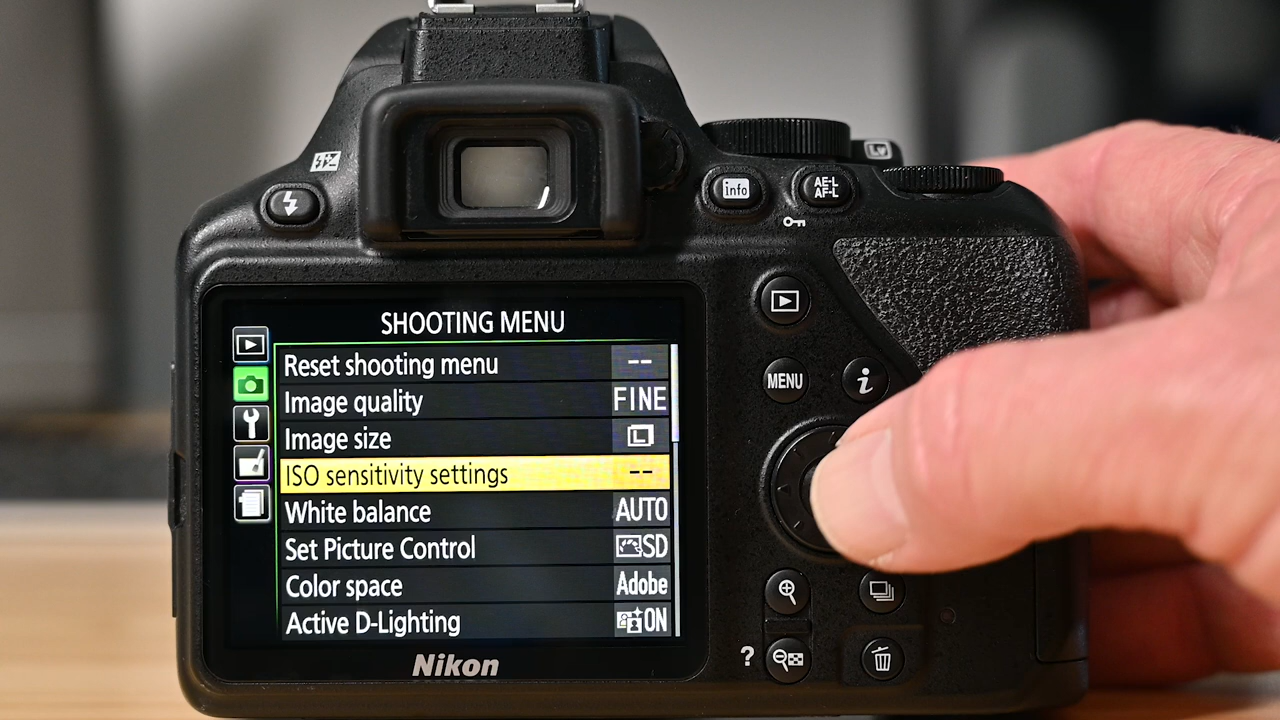 Lv
info
AE-L
AF-L
SHOOTING MENU
Reset shooting menu --
Image quality FINE
Image size L
ISO sensitivity settings --
White balance AUTO
Set Picture Control SD
Color space Adobe
Active D-Lighting ON
MENU
i
?
Nikon